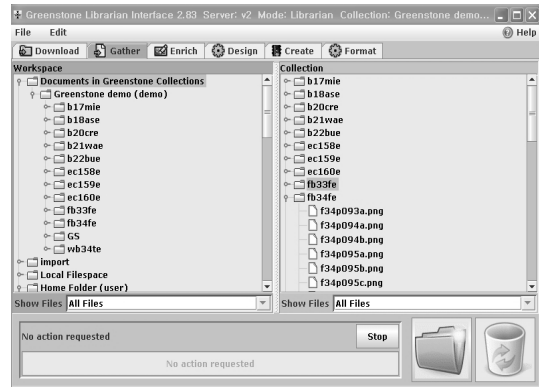 Greenstone Librarian Interface 2.83 Server: v2 Mode: Librarian Collection: Greenstone demo...
File Edit Help
Download Gather Enrich Design Create Format
Workspace
Documents in Greenstone Collections
Greenstone demo (demo)
b17mie
b18ase
b20cre
b21wae
b22bue
ec158e
ec159e
ec160e
fb33fe
fb34fe
GS
wb34te
import
Local Filespace
Home Folder (user)
Show Files All Files
Collection
b17mie
b18ase
b20cre
b21wae
b22bue
ec158e
ec159e
ec160e
fb33fe
fb34fe
f34p093a.png
f34p094a.png
f34p094b.png
f34p095a.png
f34p095b.png
f34p095c.png
Show Files All Files
No action requested
Stop
No action requested